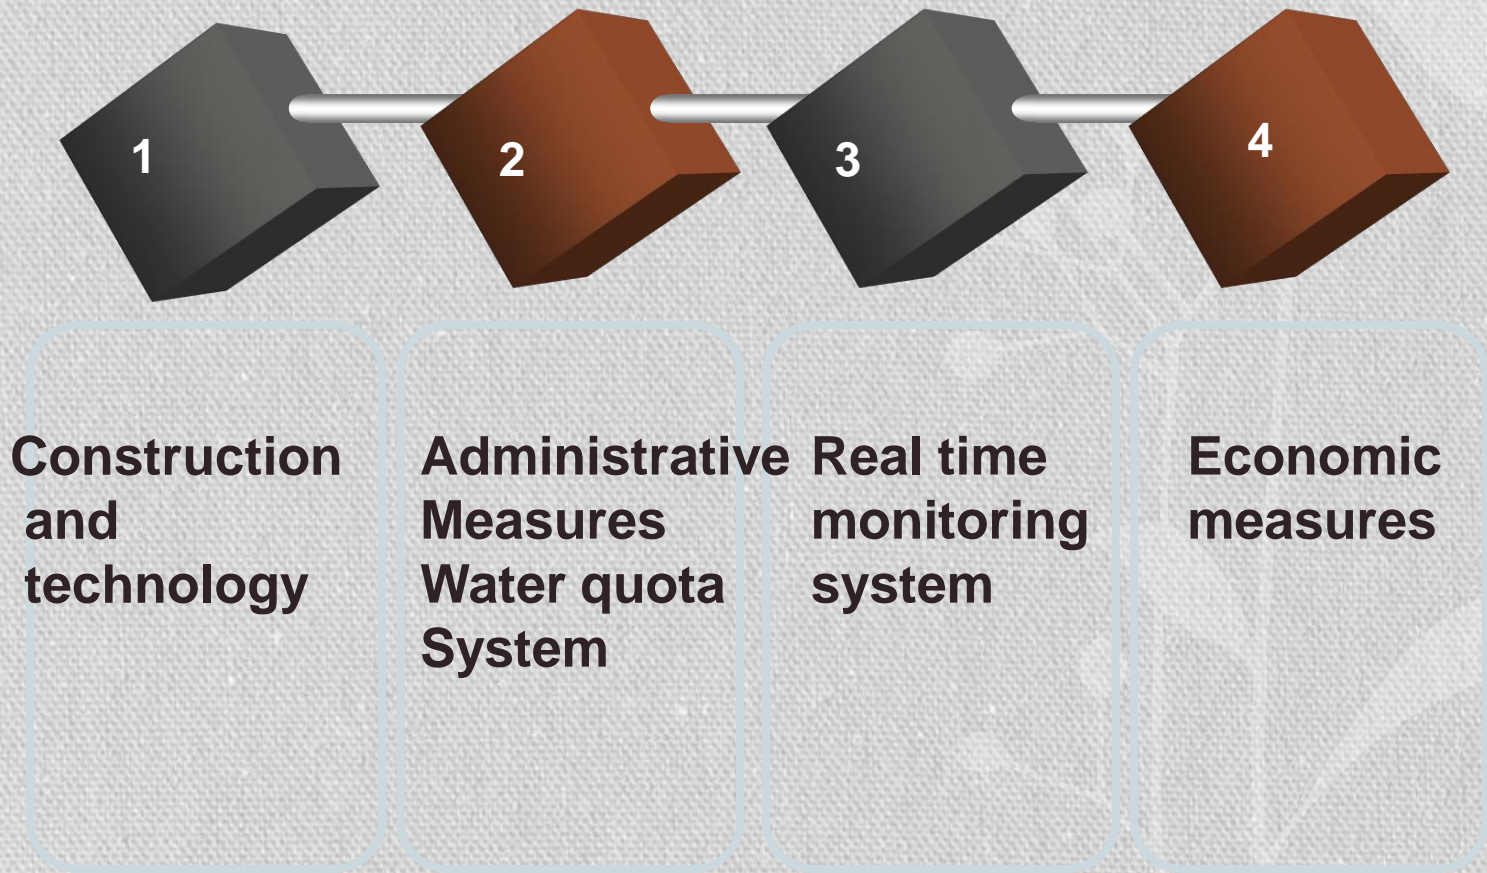 1
2
3
4
Construction
and
technology
Administrative
Measures
Water quota
System
Real time
monitoring
system
Economic
measures